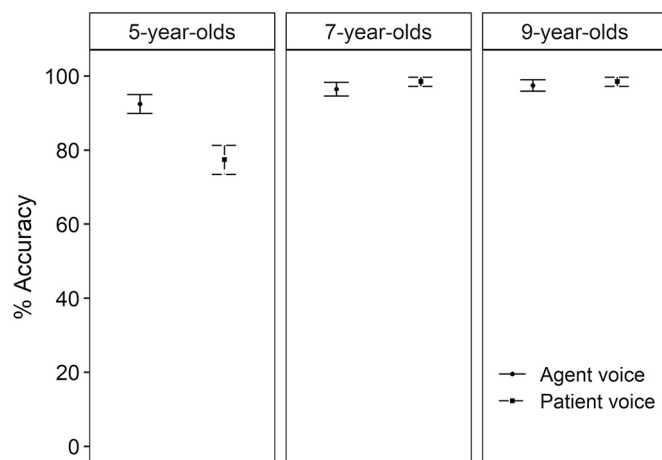 5-year-olds
7-year-olds
9-year-olds
% Accuracy
100
80
60
40
20
0
Agent voice
Patient voice